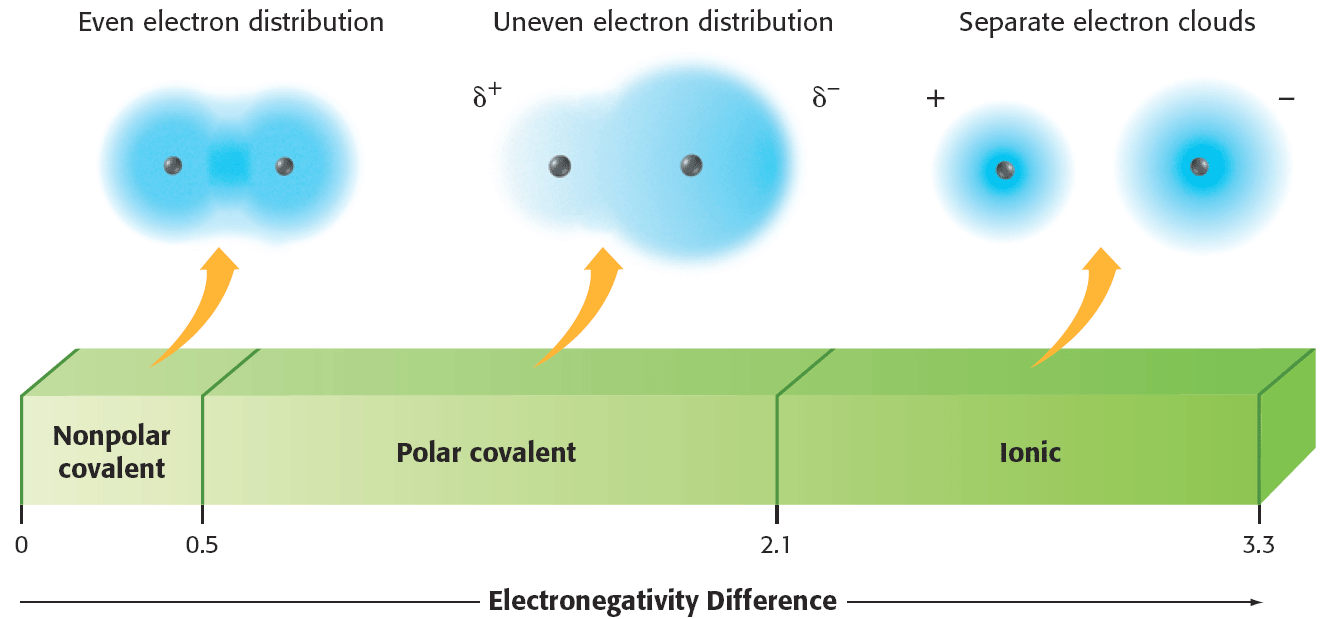 Even electron distribution
Uneven electron distribution
Separate electron clouds
δ+
δ−
+
−
Nonpolar
covalent
Polar covalent
Ionic
0
0.5
2.1
3.3
Electronegativity Difference